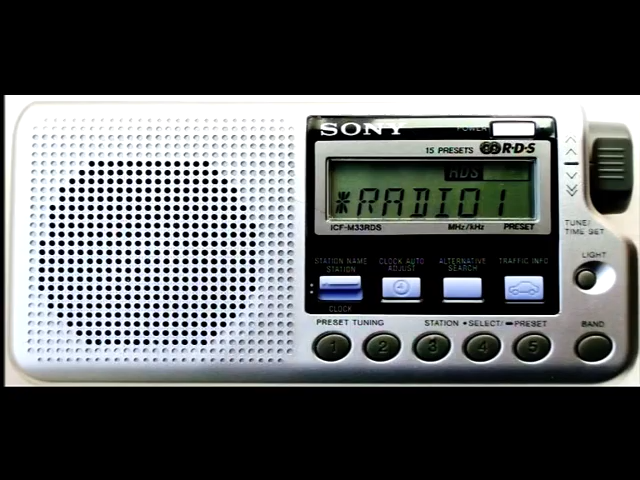 SONY
POWER
15 PRESETS R·D·S
RDS
*RADIO1
ICF-M33RDS MHz/kHz PRESET
TUNE/
TIME SET
STATION NAME
STATION
CLOCK AUTO
ADJUST
ALTERNATIVE
SEARCH
TRAFFIC INFO
LIGHT
CLOCK
PRESET TUNING STATION •SELECT/ ▬PRESET BAND
1 2 3 4 5